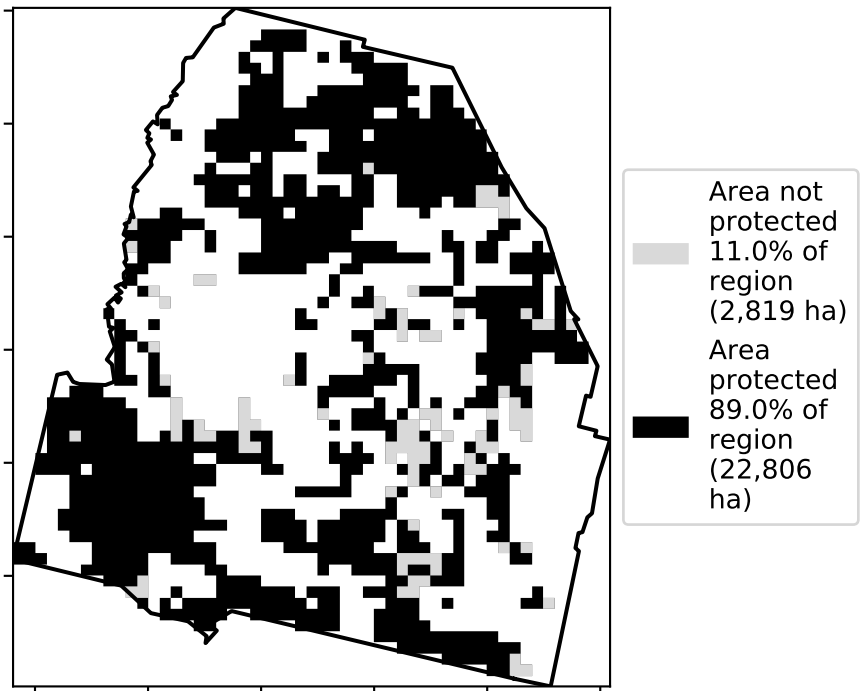 Area not
protected
11.0% of
region
(2,819 ha)
Area
protected
89.0% of
region
(22,806
ha)